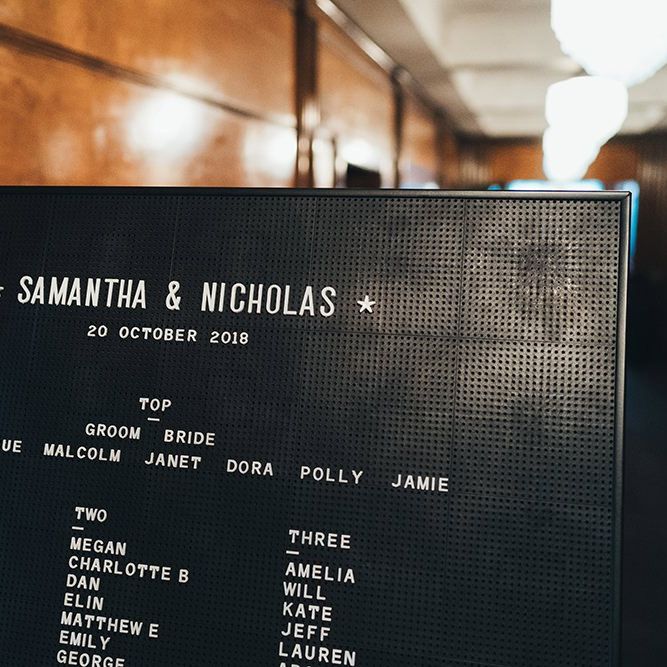 SAMANTHA & NICHOLAS ★
20 OCTOBER 2018
TOP
GROOM BRIDE
MALCOLM JANET DORA POLLY JAMIE
TWO
MEGAN
CHARLOTTE B
DAN
ELIN
MATTHEW E
EMILY
GEORGE
THREE
AMELIA
WILL
KATE
JEFF
LAUREN